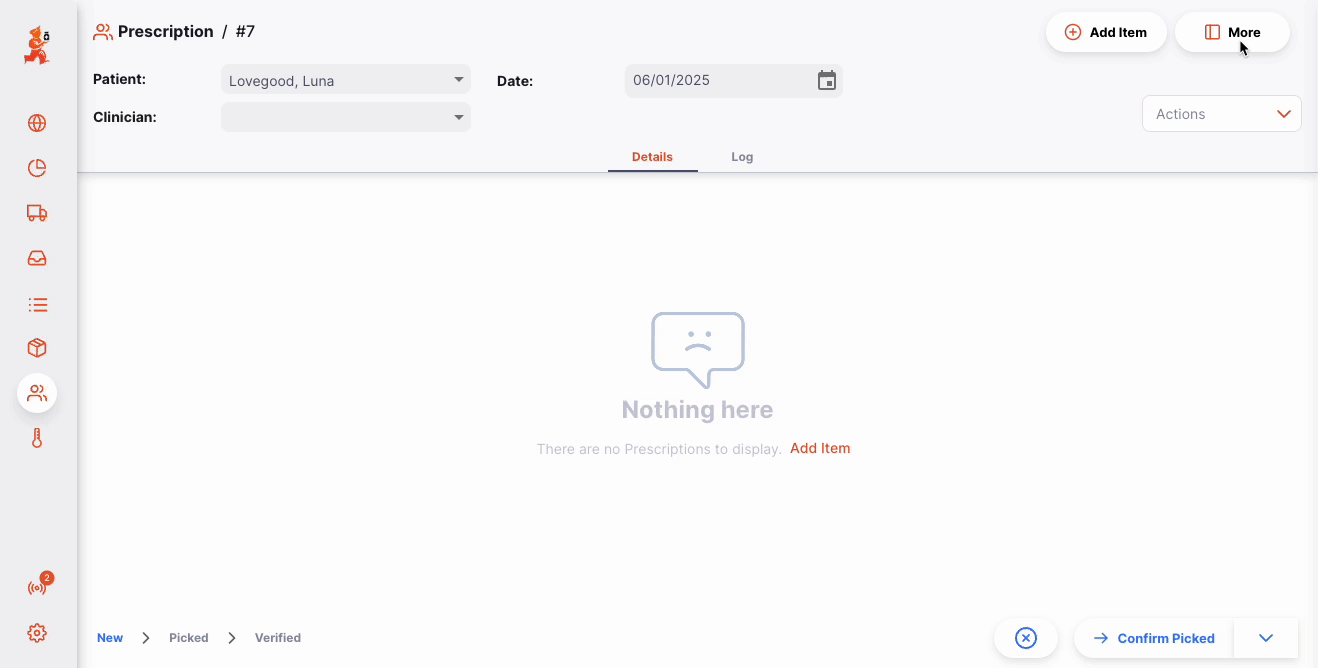 Prescription / #7
Add Item
More
Patient:
Lovegood, Luna
Date:
06/01/2025
Clinician:
Actions
Details
Log
Nothing here
There are no Prescriptions to display. Add Item
2
New
Picked
Verified
Confirm Picked